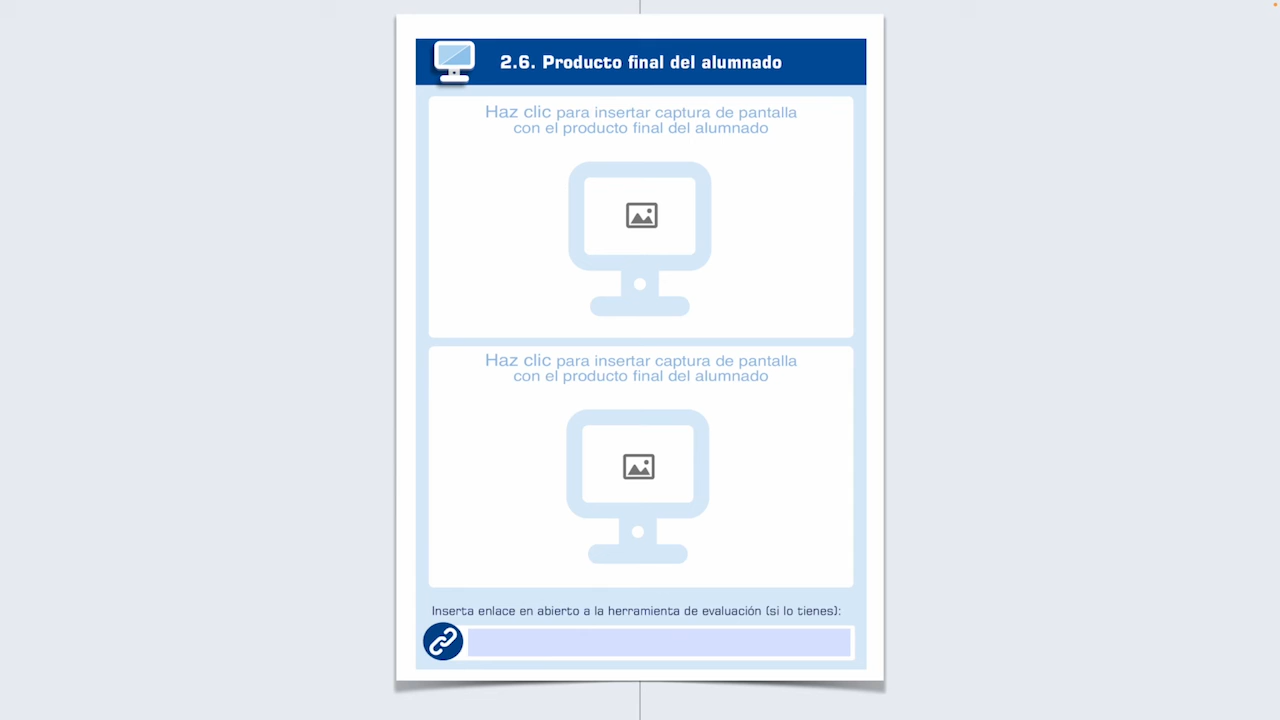 2.6. Producto final del alumnado
Haz clic para insertar captura de pantalla
con el producto final del alumnado
Haz clic para insertar captura de pantalla
con el producto final del alumnado
Inserta enlace en abierto a la herramienta de evaluación (si lo tienes):